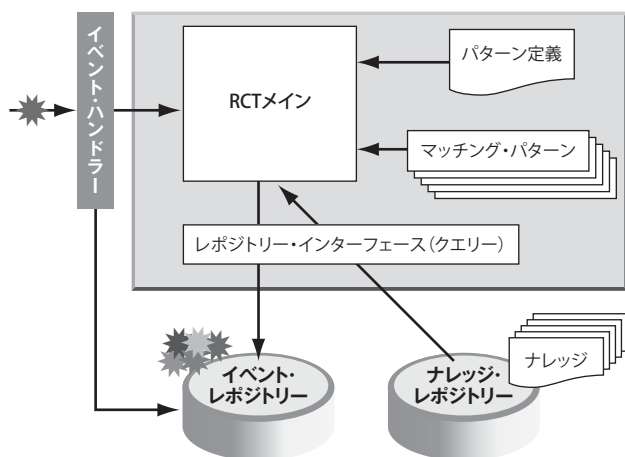 イベント・ハンドラー
RCTメイン
パターン定義
マッチング・パターン
レポジトリー・インターフェース(クエリー)
イベント・
レポジトリー
ナレッジ・
レポジトリー
ナレッジ